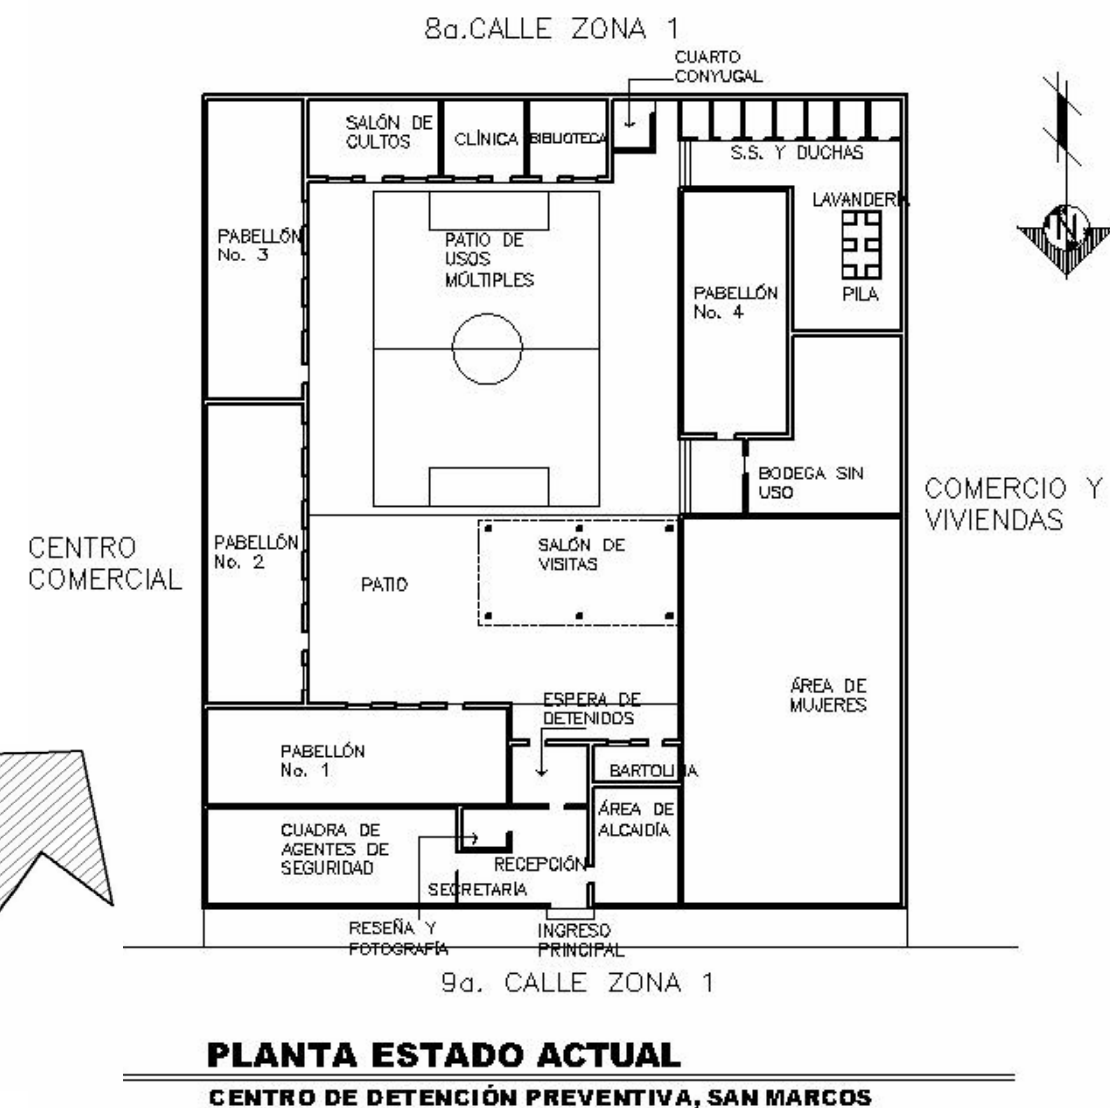 8a.CALLE ZONA 1
CUARTO
CONYUGAL
SALÓN DE
CULTOS
CLÍNICA
BIBLIOTECA
S.S. Y DUCHAS
LAVANDERÍA
PABELLÓN
No. 3
PATIO DE
USOS
MÚLTIPLES
N
PABELLÓN
No. 4
PILA
BODEGA SIN
USO
COMERCIO Y
VIVIENDAS
CENTRO
COMERCIAL
PABELLÓN
No. 2
SALÓN DE
VISITAS
PATIO
ÁREA DE
MUJERES
ESPERA DE
DETENIDOS
PABELLÓN
No. 1
BARTOLINA
ÁREA DE
ALCAIDÍA
CUADRA DE
AGENTES DE
SEGURIDAD
RECEPCIÓN
SECRETARÍA
RESEÑA Y
FOTOGRAFÍA
INGRESO
PRINCIPAL
9a. CALLE ZONA 1
PLANTA ESTADO ACTUAL
CENTRO DE DETENCIÓN PREVENTIVA, SAN MARCOS